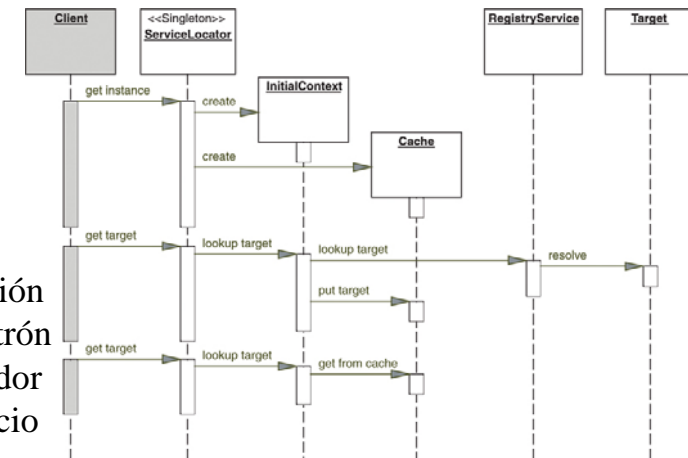 Client
<<Singleton>>
ServiceLocator
RegistryService
Target
InitialContext
Cache
get instance
create
create
get target
lookup target
lookup target
resolve
put target
get target
lookup target
get from cache
ión
trón
dor
cio